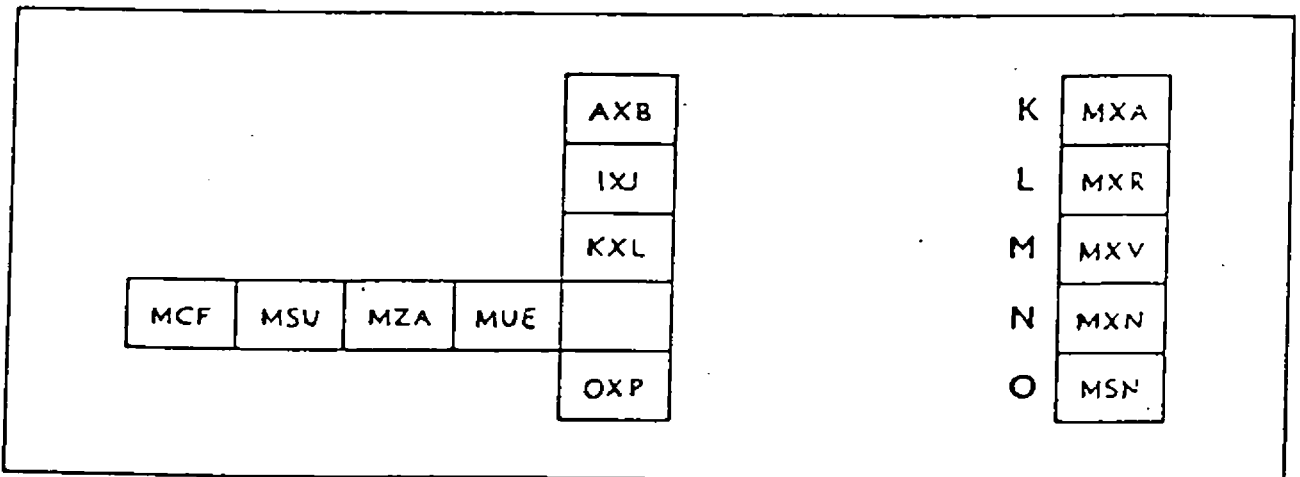 AXB K MXA
IXJ L MXR
KXL M MXV
MCF MSU MZA MUE N MXN
OXP O MSN